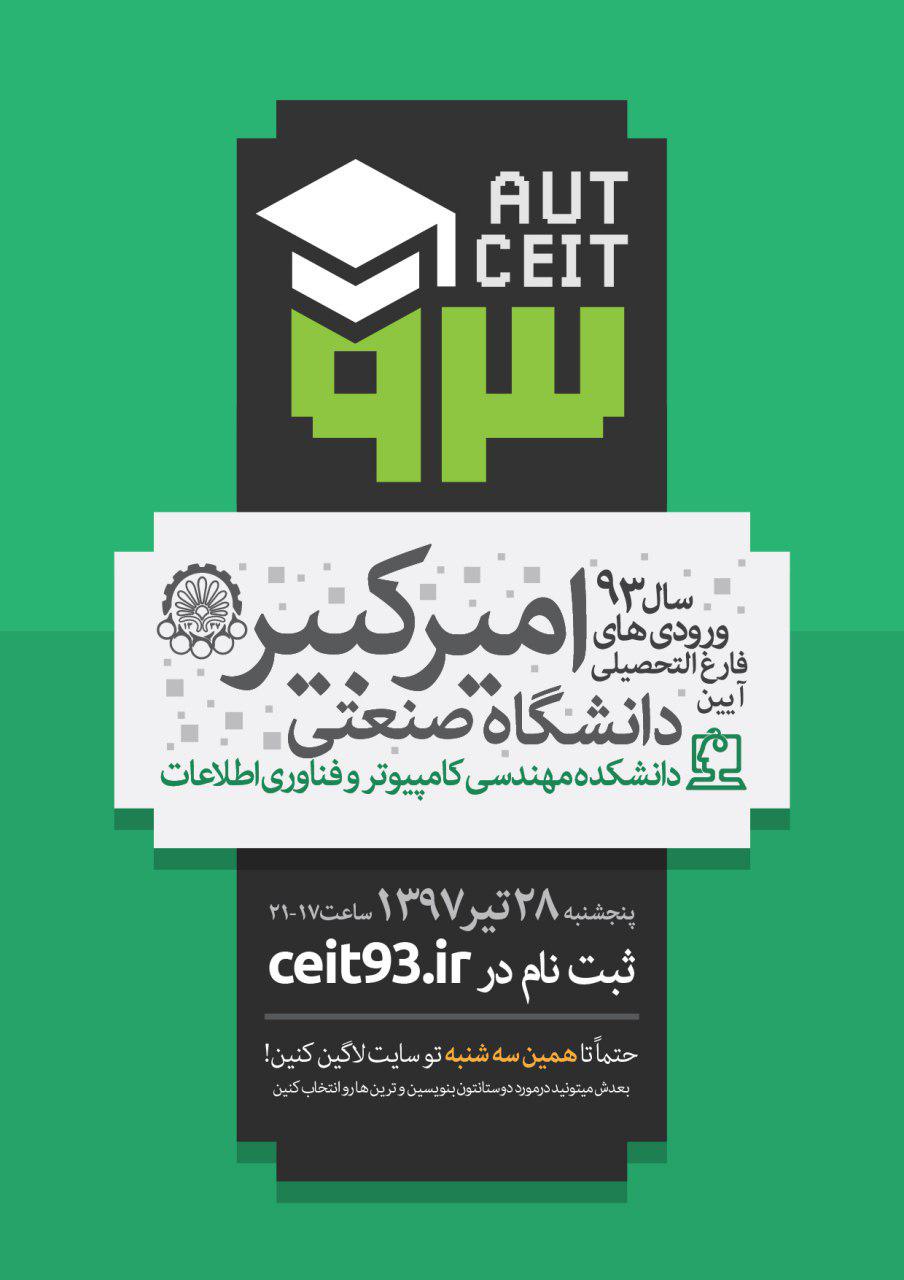 AUT
CEIT
۹۳
سال ۹۳
ورودی های
فارغ التحصیلی
آیین
امیرکبیر
۱۳۳۷
دانشگاه صنعتی
دانشکده مهندسی کامپیوتر و فناوری اطلاعات
پنجشنبه ۲۸ تیر ۱۳۹۷ ساعت ۱۷-۲۱
ثبت نام در ceit93.ir
حتماً تا همین سه شنبه تو سایت لاگین کنین!
بعدش میتونید درمورد دوستانتون بنویسین و ترین ها رو انتخاب کنین